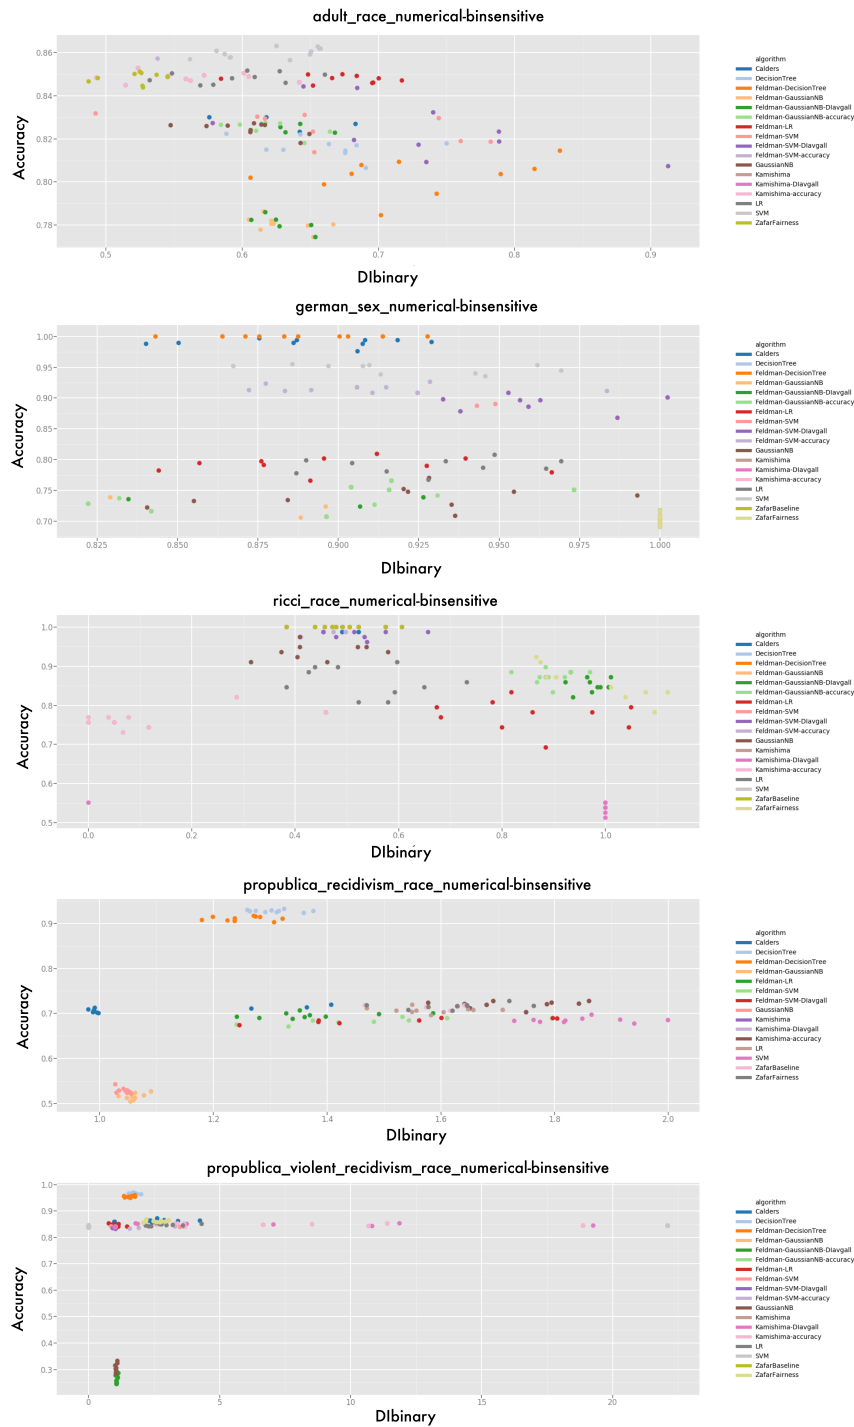 adult_race_numerical-binsensitive
0.86
0.84
0.82
0.80
0.78
Accuracy
0.5 0.6 0.7 0.8 0.9
DIbinary
algorithm
Calders
DecisionTree
Feldman-DecisionTree
Feldman-GaussianNB
Feldman-GaussianNB-DIavgall
Feldman-GaussianNB-accuracy
Feldman-LR
Feldman-SVM
Feldman-SVM-DIavgall
Feldman-SVM-accuracy
GaussianNB
Kamishima
Kamishima-DIavgall
Kamishima-accuracy
LR
SVM
ZafarFairness
german_sex_numerical-binsensitive
1.00
0.95
0.90
0.85
0.80
0.75
0.70
Accuracy
0.825 0.850 0.875 0.900 0.925 0.950 0.975 1.000
DIbinary
algorithm
Calders
DecisionTree
Feldman-DecisionTree
Feldman-GaussianNB
Feldman-GaussianNB-DIavgall
Feldman-GaussianNB-accuracy
Feldman-LR
Feldman-SVM
Feldman-SVM-DIavgall
Feldman-SVM-accuracy
GaussianNB
Kamishima
Kamishima-DIavgall
Kamishima-accuracy
LR
SVM
ZafarBaseline
ZafarFairness
ricci_race_numerical-binsensitive
1.0
0.9
0.8
0.7
0.6
0.5
Accuracy
0.0 0.2 0.4 0.6 0.8 1.0
DIbinary
algorithm
Calders
DecisionTree
Feldman-DecisionTree
Feldman-GaussianNB
Feldman-GaussianNB-DIavgall
Feldman-GaussianNB-accuracy
Feldman-LR
Feldman-SVM
Feldman-SVM-DIavgall
Feldman-SVM-accuracy
GaussianNB
Kamishima
Kamishima-DIavgall
Kamishima-accuracy
LR
SVM
ZafarBaseline
ZafarFairness
propublica_recidivism_race_numerical-binsensitive
0.9
0.8
0.7
0.6
0.5
Accuracy
1.0 1.2 1.4 1.6 1.8 2.0
DIbinary
algorithm
Calders
DecisionTree
Feldman-DecisionTree
Feldman-GaussianNB
Feldman-LR
Feldman-SVM
Feldman-SVM-DIavgall
GaussianNB
Kamishima
Kamishima-DIavgall
Kamishima-accuracy
LR
SVM
ZafarBaseline
ZafarFairness
propublica_violent_recidivism_race_numerical-binsensitive
1.0
0.9
0.8
0.7
0.6
0.5
0.4
0.3
Accuracy
0 5 10 15 20
DIbinary
algorithm
Calders
DecisionTree
Feldman-DecisionTree
Feldman-GaussianNB
Feldman-GaussianNB-DIavgall
Feldman-GaussianNB-accuracy
Feldman-LR
Feldman-SVM
Feldman-SVM-DIavgall
Feldman-SVM-accuracy
GaussianNB
Kamishima
Kamishima-DIavgall
Kamishima-accuracy
LR
SVM
ZafarBaseline
ZafarFairness